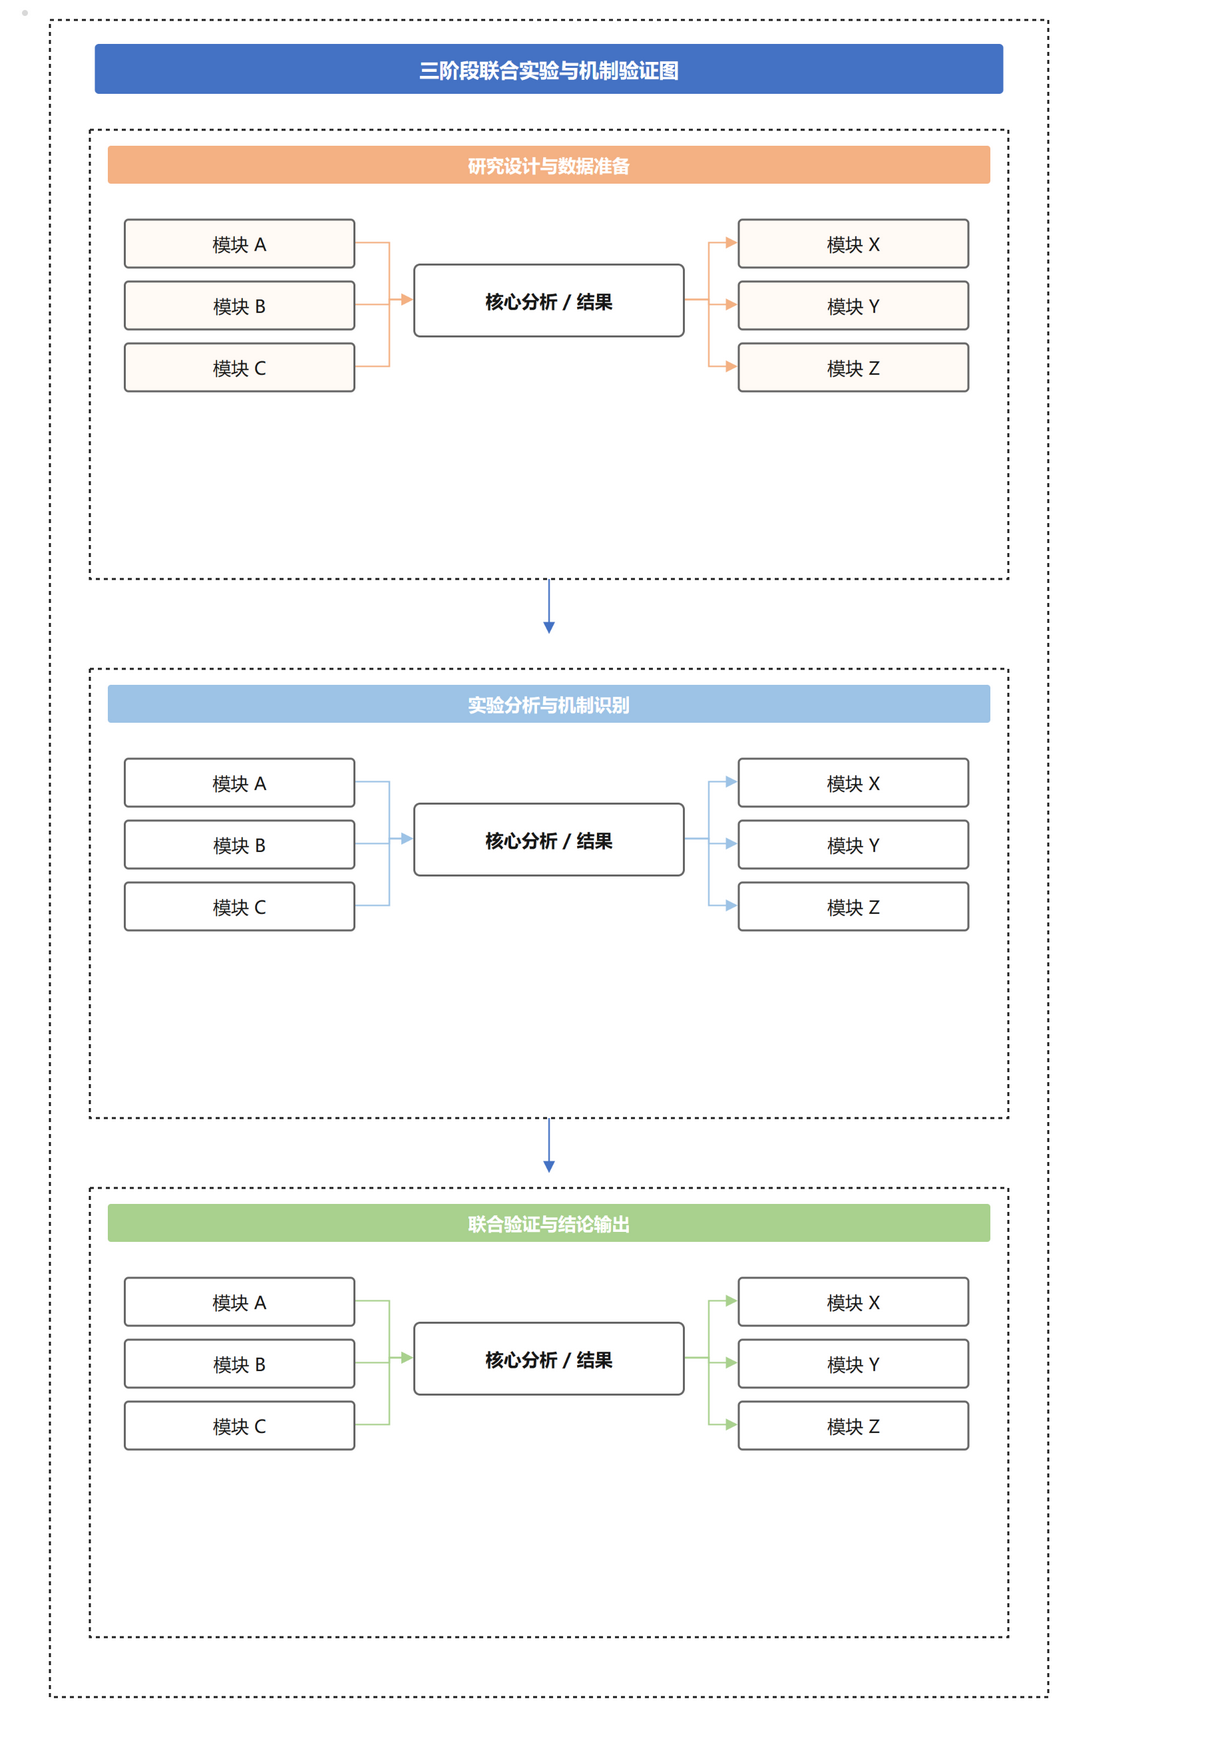 三阶段联合实验与机制验证图
研究设计与数据准备
模块 A
模块 B
模块 C
核心分析 / 结果
模块 X
模块 Y
模块 Z
实验分析与机制识别
模块 A
模块 B
模块 C
核心分析 / 结果
模块 X
模块 Y
模块 Z
联合验证与结论输出
模块 A
模块 B
模块 C
核心分析 / 结果
模块 X
模块 Y
模块 Z